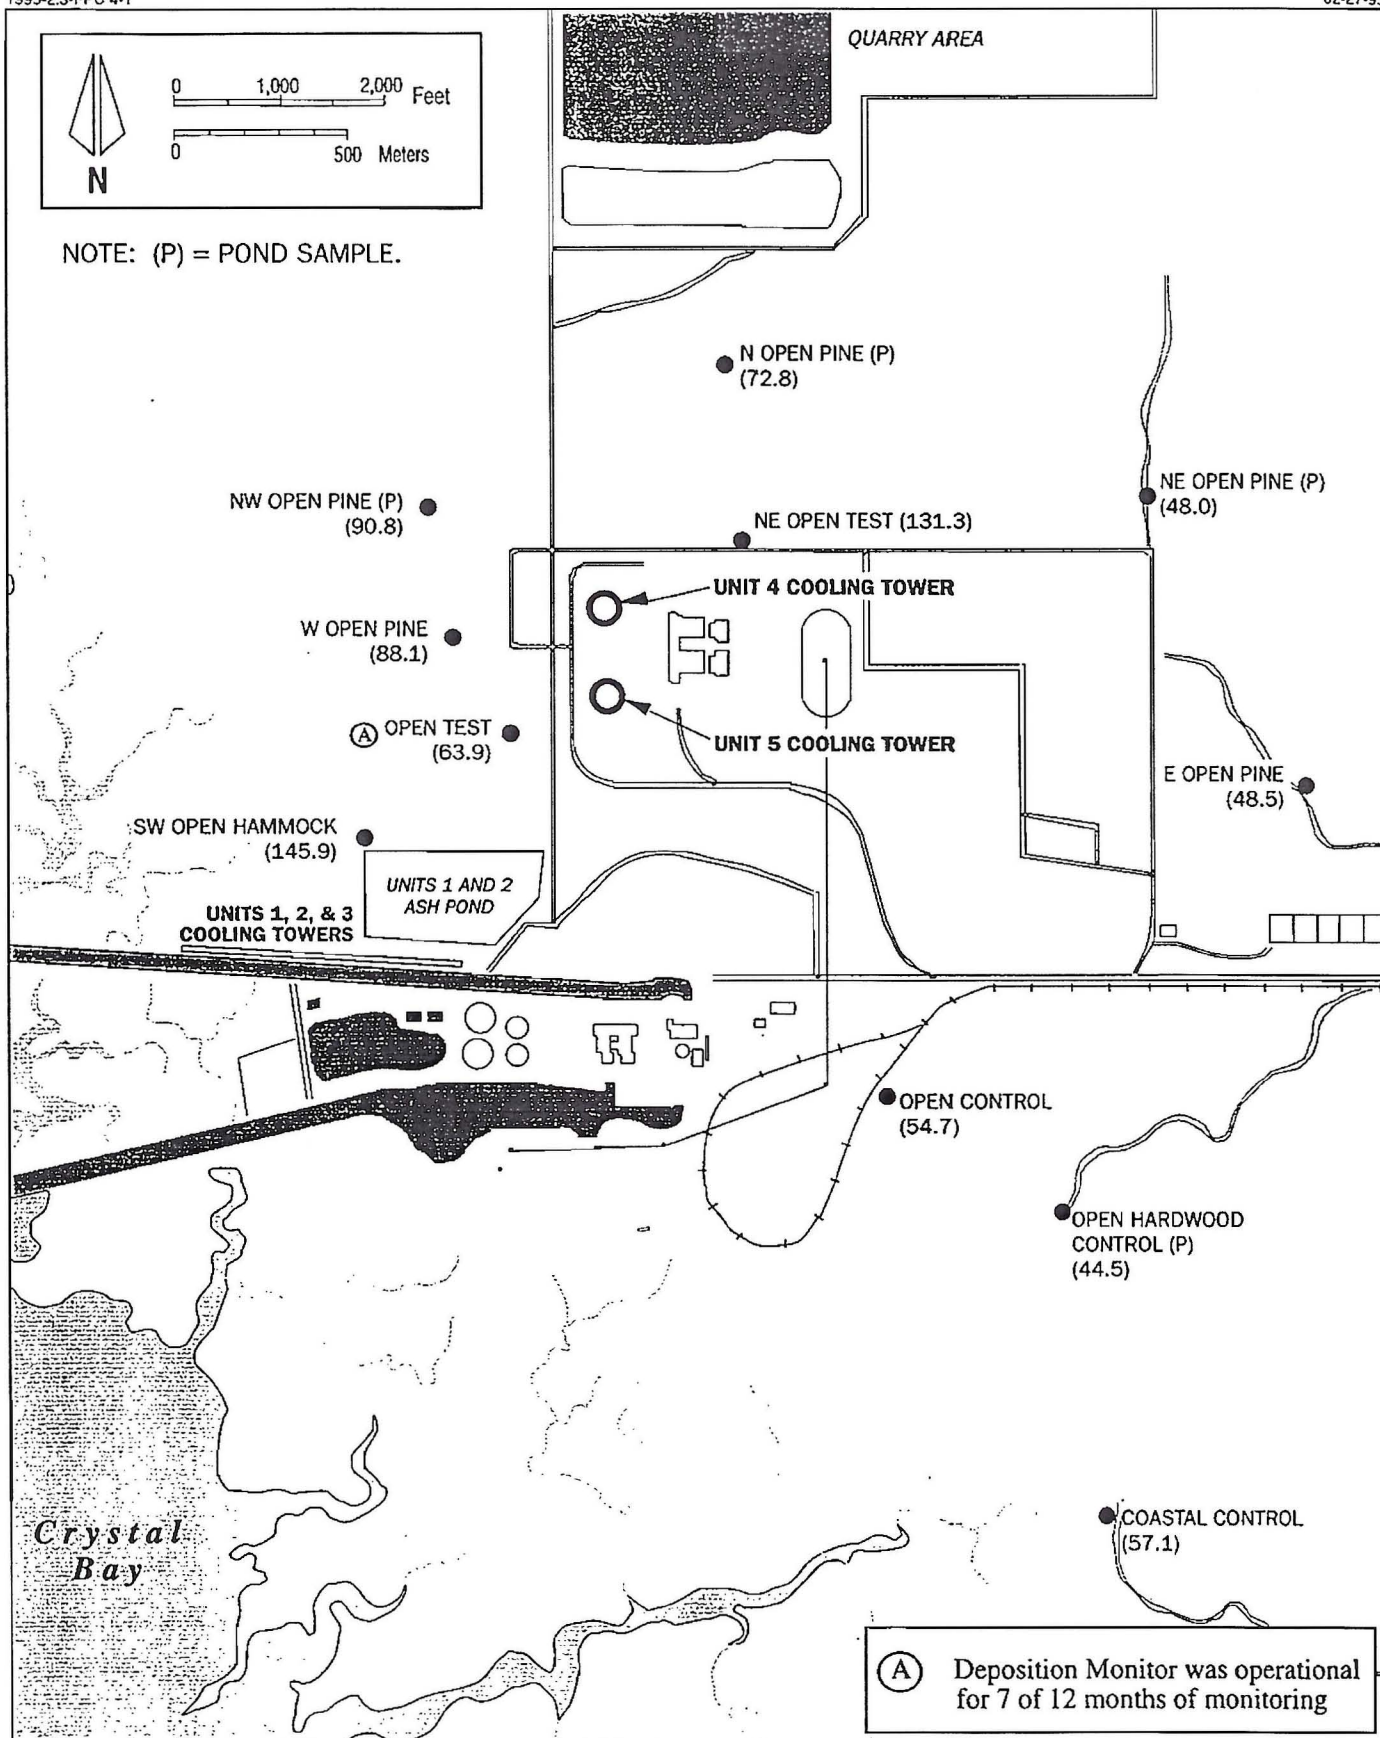 QUARRY AREA
0 1,000 2,000 Feet
0 500 Meters
N
NOTE: (P) = POND SAMPLE.
N OPEN PINE (P)
(72.8)
NW OPEN PINE (P)
(90.8)
NE OPEN PINE (P)
(48.0)
NE OPEN TEST (131.3)
UNIT 4 COOLING TOWER
W OPEN PINE
(88.1)
A OPEN TEST
(63.9)
UNIT 5 COOLING TOWER
E OPEN PINE
(48.5)
SW OPEN HAMMOCK
(145.9)
UNITS 1 AND 2
ASH POND
UNITS 1, 2, & 3
COOLING TOWERS
OPEN CONTROL
(54.7)
OPEN HARDWOOD
CONTROL (P)
(44.5)
COASTAL CONTROL
(57.1)
Crystal
Bay
A Deposition Monitor was operational
for 7 of 12 months of monitoring